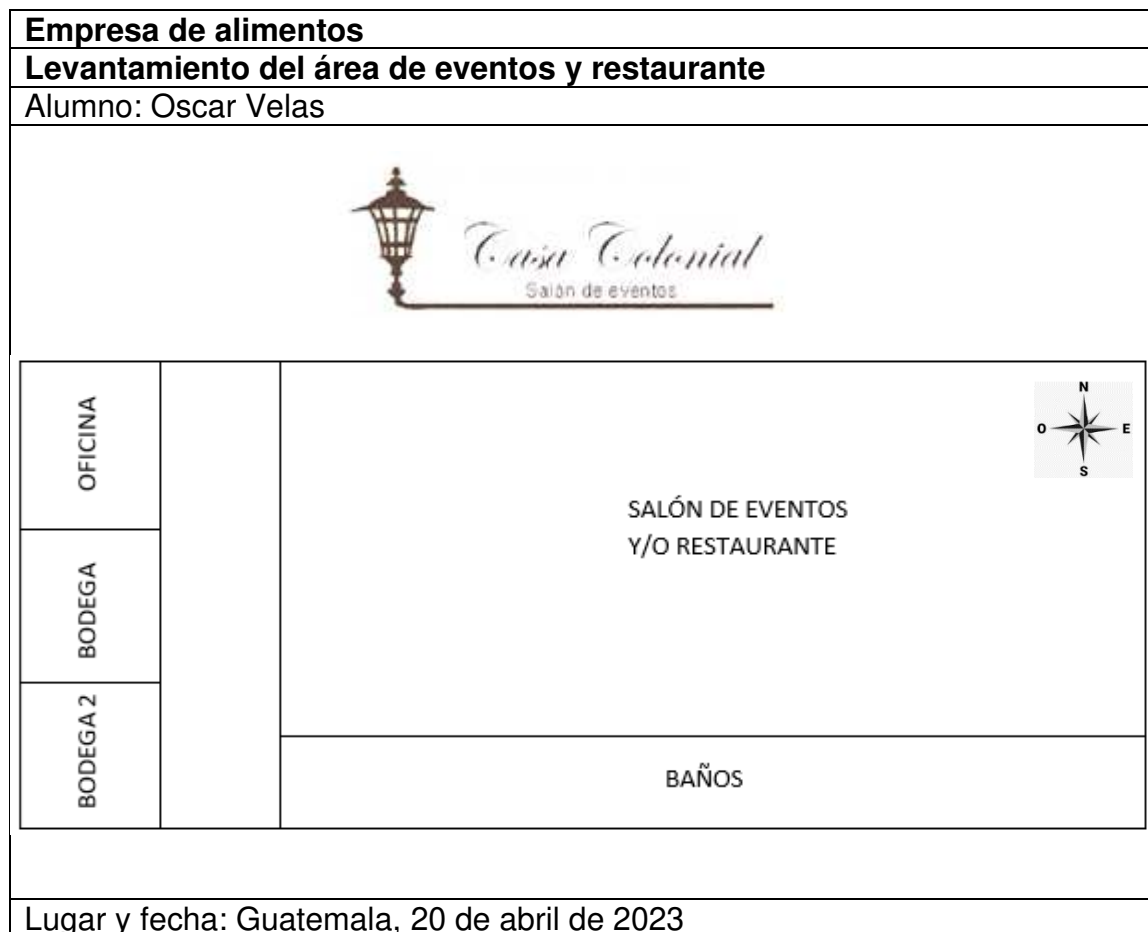 Empresa de alimentos
Levantamiento del área de eventos y restaurante
Alumno: Oscar Velas
Casa Colonial
Salón de eventos
OFICINA
BODEGA
BODEGA 2
N
O E
S
SALÓN DE EVENTOS
Y/O RESTAURANTE
BAÑOS
Lugar y fecha: Guatemala, 20 de abril de 2023